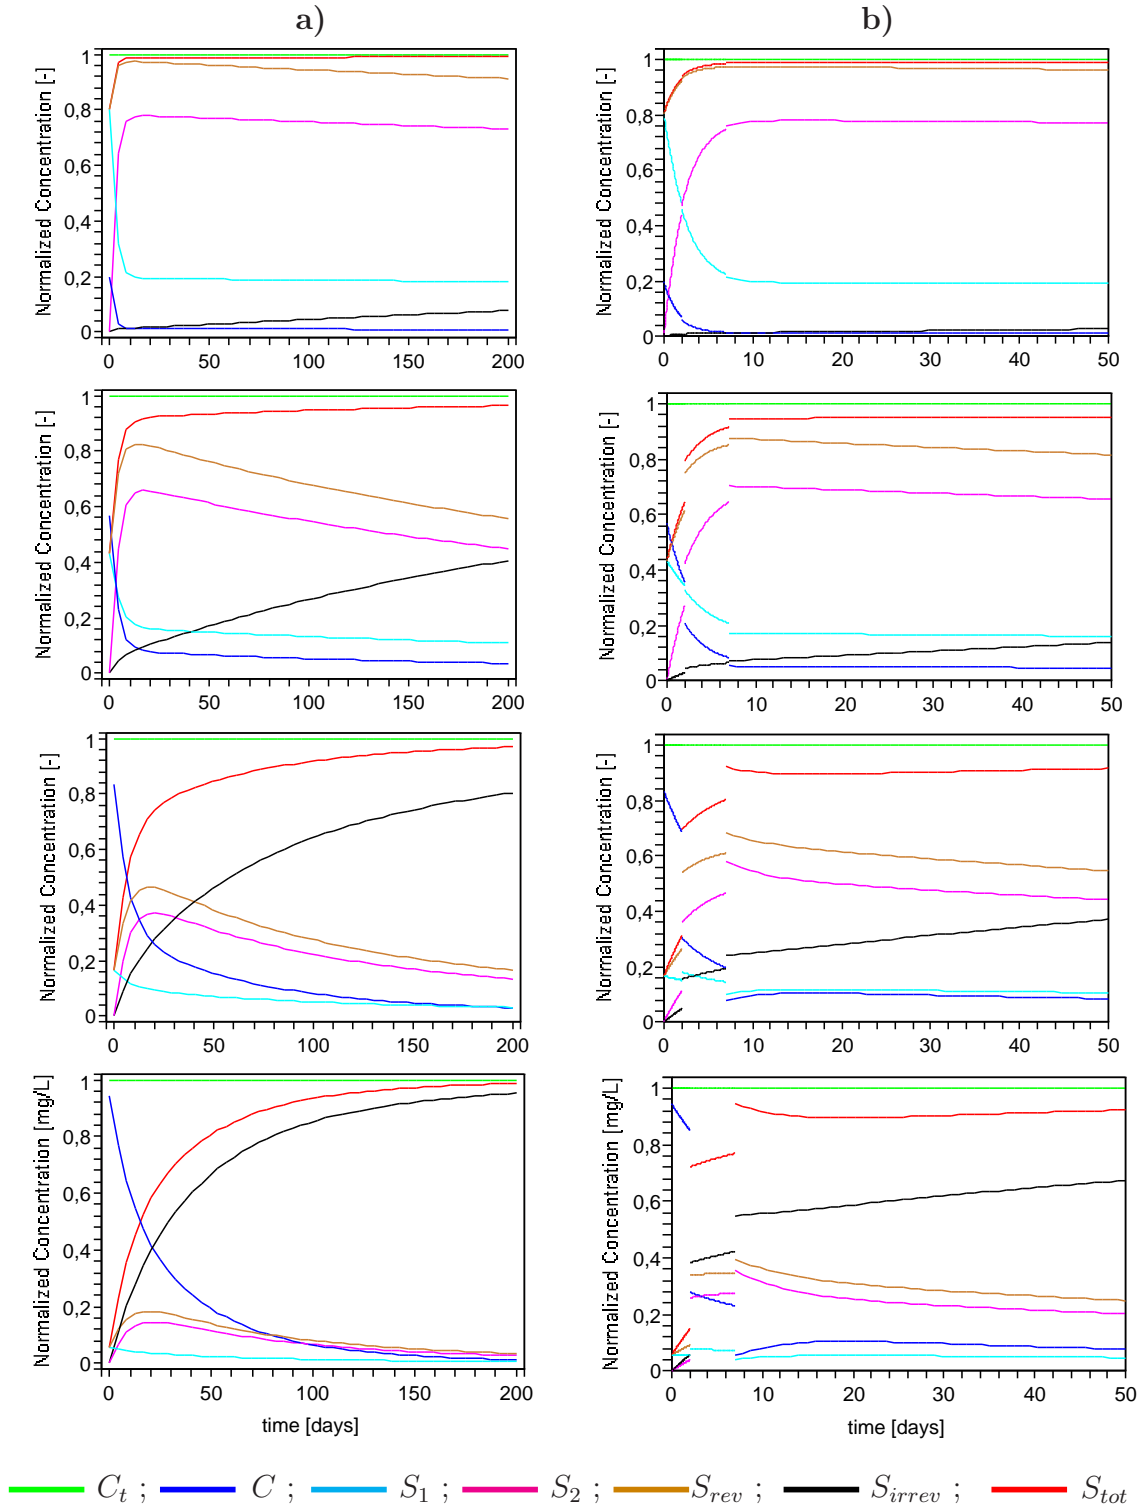 a)
b)
Normalized Concentration [-]
1
0,8
0,6
0,4
0,2
0
0 50 100 150 200
Normalized Concentration [-]
1
0,8
0,6
0,4
0,2
0
0 10 20 30 40 50
Normalized Concentration [-]
1
0,8
0,6
0,4
0,2
0
0 50 100 150 200
Normalized Concentration [-]
1
0,8
0,6
0,4
0,2
0
0 10 20 30 40 50
Normalized Concentration [-]
1
0,8
0,6
0,4
0,2
0
0 50 100 150 200
Normalized Concentration [-]
1
0,8
0,6
0,4
0,2
0
0 10 20 30 40 50
Normalized Concentration [mg/L]
1
0,8
0,6
0,4
0,2
0
0 50 100 150 200
time [days]
Normalized Concentration [mg/L]
1
0,8
0,6
0,4
0,2
0
0 10 20 30 40 50
time [days]
C_t ; C ; S_1 ; S_2 ; S_rev ; S_irrev ; S_tot